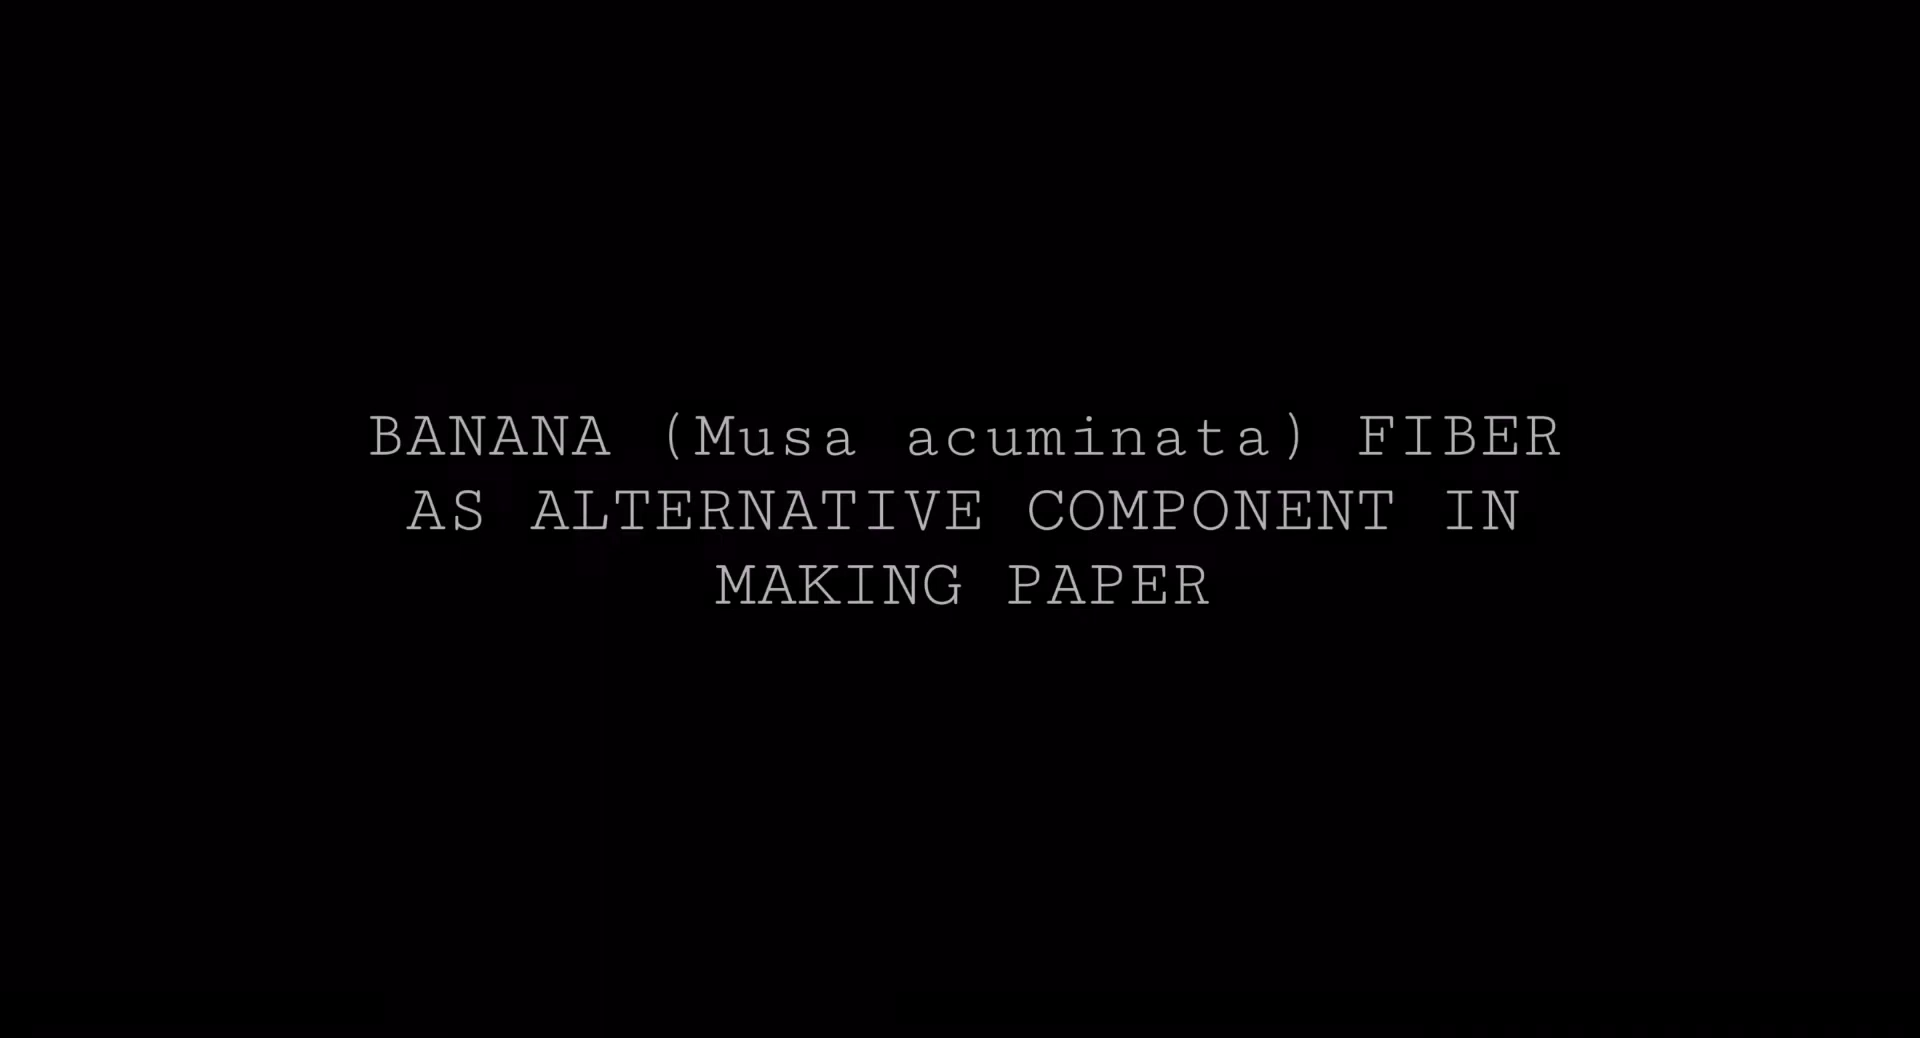 BANANA (Musa acuminata) FIBER
AS ALTERNATIVE COMPONENT IN
MAKING PAPER